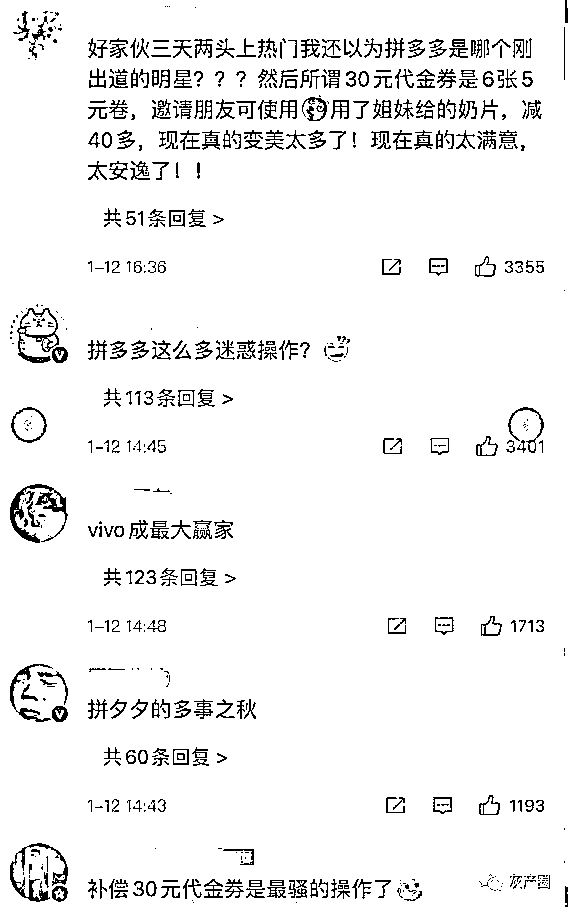 好家伙三天两头上热门我还以为拼多多是哪个刚
出道的明星？？？然后所谓30元代金券是6张5
元卷，邀请朋友可使用用了姐妹给的奶片，减
40多，现在真的变美太多了！现在真的太满意，
太安逸了！！
共51条回复 >
1-12 16:36 3355
拼多多这么多迷惑操作？
共113条回复 >
1-12 14:45 3401
vivo成最大赢家
共123条回复 >
1-12 14:48 1713
拼夕夕的多事之秋
共60条回复 >
1-12 14:43 1193
补偿30元代金劵是最骚的操作了
灰产圈